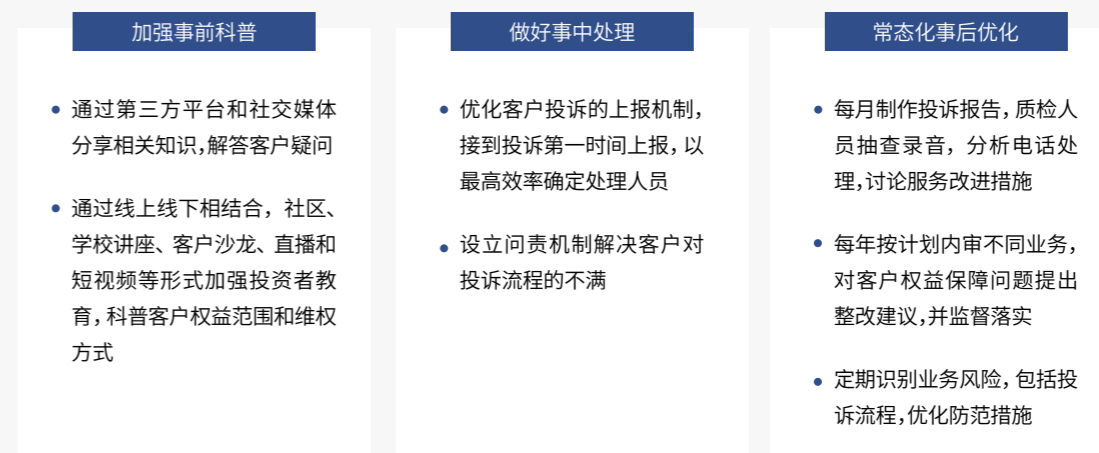 加强事前科普
通过第三方平台和社交媒体
分享相关知识，解答客户疑问
通过线上线下相结合，社区、
学校讲座、客户沙龙、直播和
短视频等形式加强投资者教
育，科普客户权益范围和维权
方式
做好事中处理
优化客户投诉的上报机制，
接到投诉第一时间上报，以
最高效率确定处理人员
设立问责机制解决客户对
投诉流程的不满
常态化事后优化
每月制作投诉报告，质检人
员抽查录音，分析电话处
理，讨论服务改进措施
每年按计划内审不同业务，
对客户权益保障问题提出
整改建议，并监督落实
定期识别业务风险，包括投
诉流程，优化防范措施